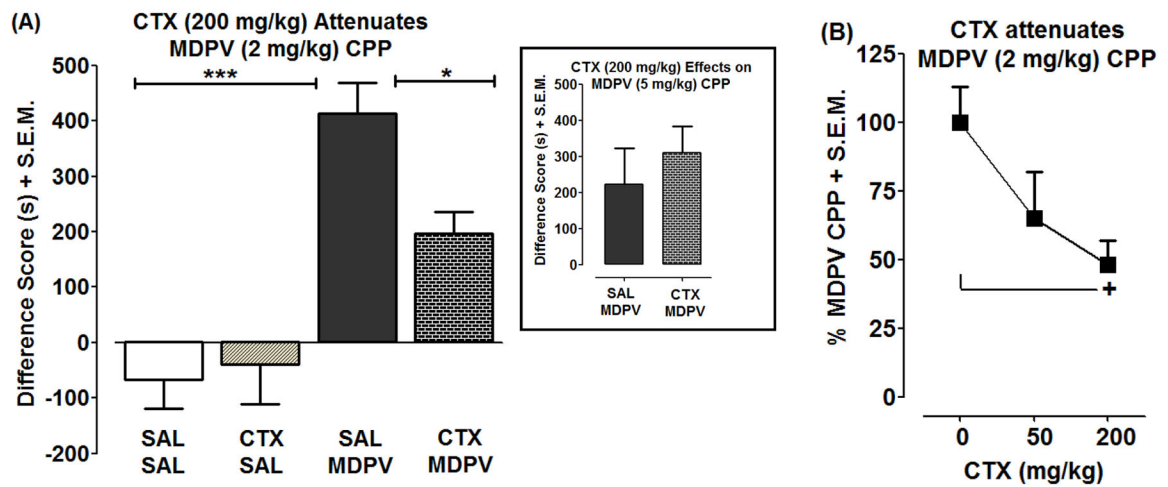 (A)
CTX (200 mg/kg) Attenuates
MDPV (2 mg/kg) CPP
Difference Score (s) + S.E.M.
500
400
300
200
100
0
-100
-200
***
*
SAL
SAL
CTX
SAL
SAL
MDPV
CTX
MDPV
CTX (200 mg/kg) Effects on
MDPV (5 mg/kg) CPP
Difference Score (s) + S.E.M.
500
400
300
200
100
0
SAL
MDPV
CTX
MDPV
(B)
CTX attenuates
MDPV (2 mg/kg) CPP
% MDPV CPP + S.E.M.
125
100
75
50
25
0
+
0 50 200
CTX (mg/kg)